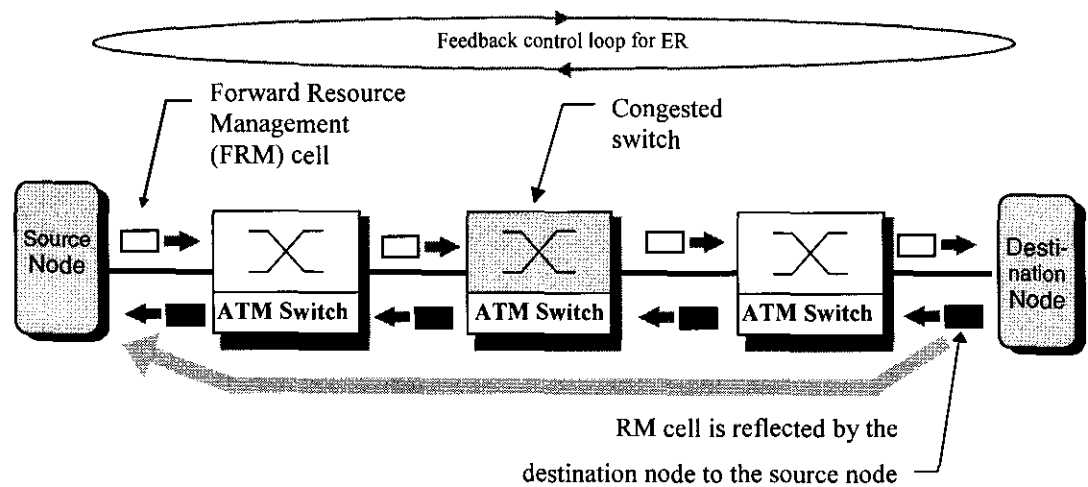 Feedback control loop for ER
Forward Resource
Management
(FRM) cell
Congested
switch
Source
Node
ATM Switch
ATM Switch
ATM Switch
Desti-
nation
Node
RM cell is reflected by the
destination node to the source node